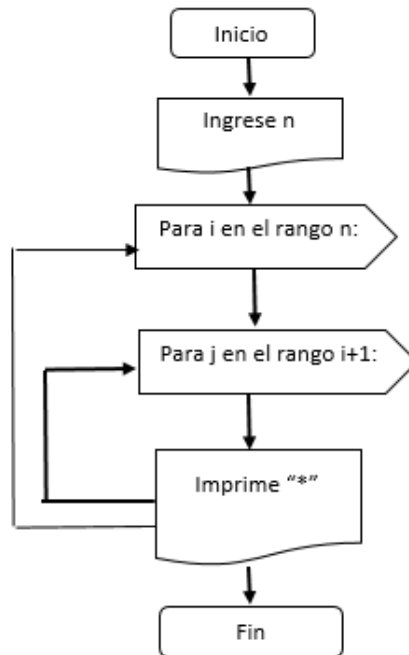 Inicio
Ingrese n
Para i en el rango n:
Para j en el rango i+1:
Imprime “*”
Fin